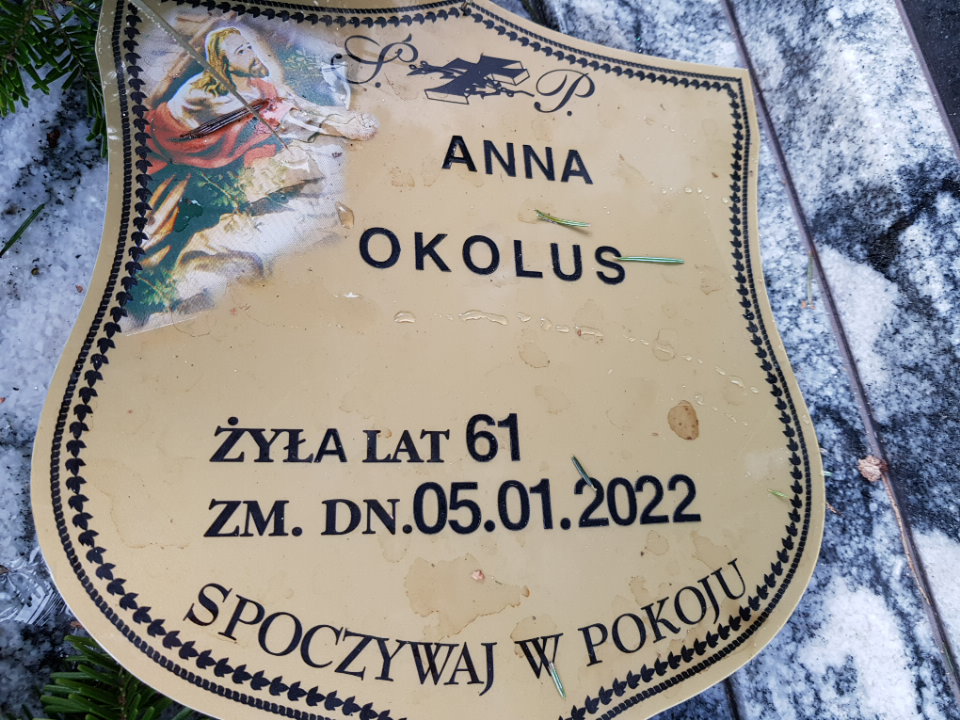 Ś. P.
ANNA
OKOLUS
ŻYŁA LAT 61
ZM. DN. 05.01.2022
SPOCZYWAJ W POKOJU